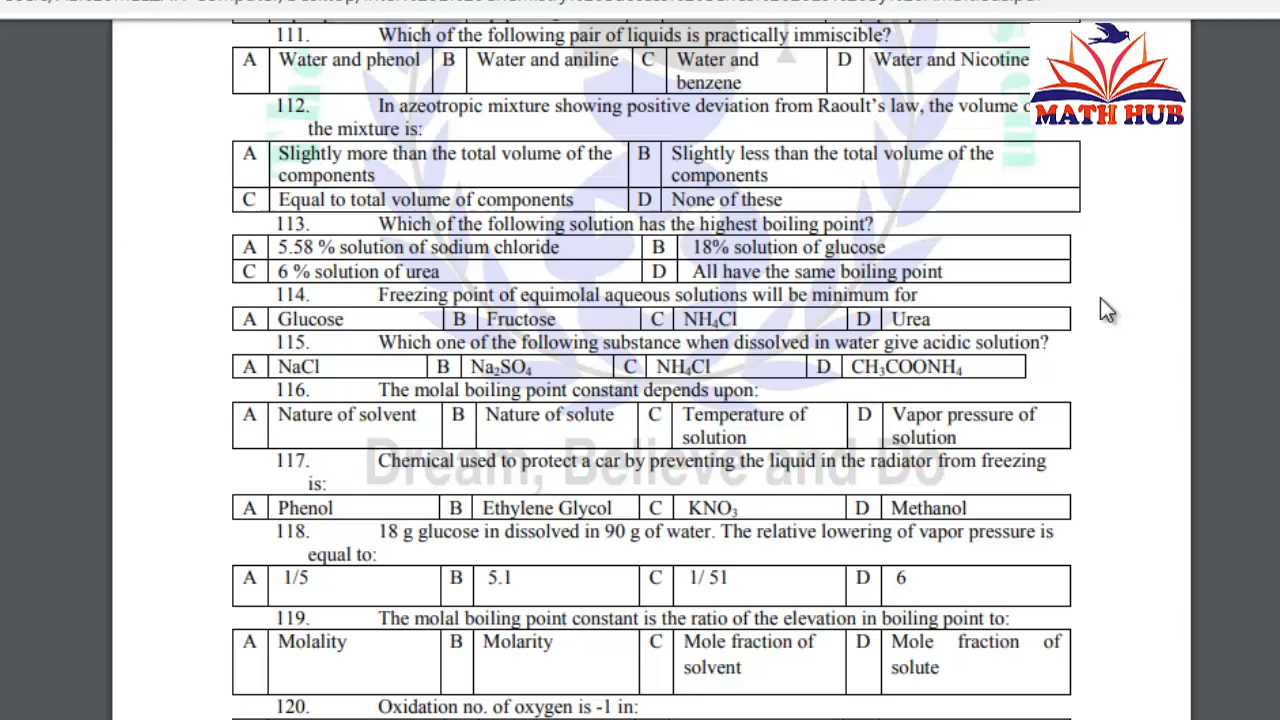 111. Which of the following pair of liquids is practically immiscible?
A Water and phenol B Water and aniline C Water and benzene D Water and Nicotine
MATH HUB
112. In azeotropic mixture showing positive deviation from Raoult's law, the volume
the mixture is:
A Slightly more than the total volume of the components B Slightly less than the total volume of the components
C Equal to total volume of components D None of these
113. Which of the following solution has the highest boiling point?
A 5.58 % solution of sodium chloride B 18% solution of glucose
C 6 % solution of urea D All have the same boiling point
114. Freezing point of equimolal aqueous solutions will be minimum for
A Glucose B Fructose C NH₄Cl D Urea
115. Which one of the following substance when dissolved in water give acidic solution?
A NaCl B Na₂SO₄ C NH₄Cl D CH₃COONH₄
116. The molal boiling point constant depends upon:
A Nature of solvent B Nature of solute C Temperature of solution D Vapor pressure of solution
Dream, Believe and Do
117. Chemical used to protect a car by preventing the liquid in the radiator from freezing
is:
A Phenol B Ethylene Glycol C KNO₃ D Methanol
118. 18 g glucose in dissolved in 90 g of water. The relative lowering of vapor pressure is
equal to:
A 1/5 B 5.1 C 1/ 51 D 6
119. The molal boiling point constant is the ratio of the elevation in boiling point to:
A Molality B Molarity C Mole fraction of solvent D Mole fraction of solute
120. Oxidation no. of oxygen is -1 in: